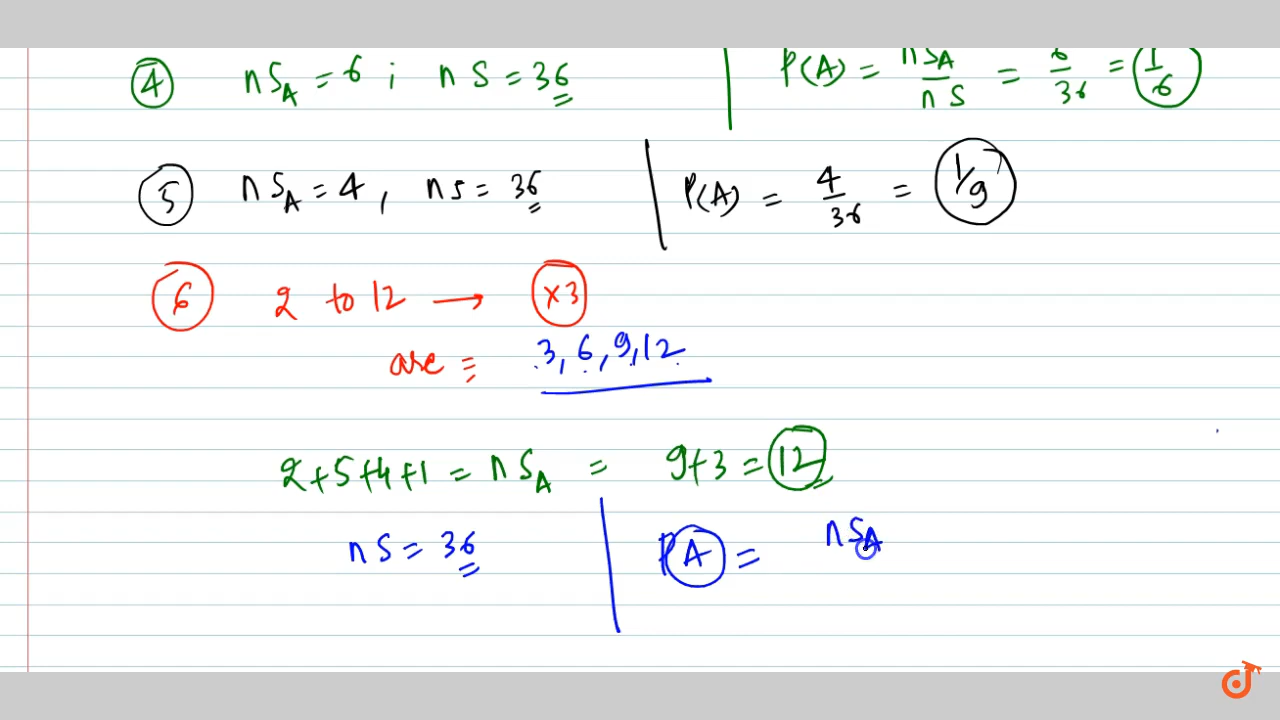 ④ nS_A = 6 ; nS = 36 | P(A) = nS_A / nS = 6/36 = 1/6
⑤ nS_A = 4, ns = 36 | P(A) = 4/36 = 1/9
⑥ 2 to 12 → ×3
are = 3, 6, 9, 12
2+5+4+1 = nS_A = 9+3 = 12
nS = 36 | PA = nS_A